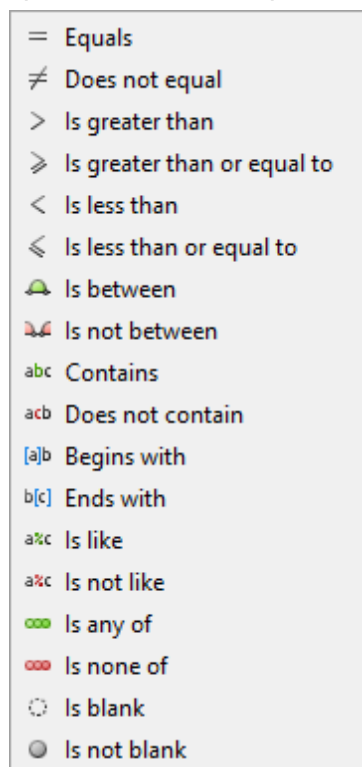 = Equals
≠ Does not equal
> Is greater than
⩾ Is greater than or equal to
< Is less than
⩽ Is less than or equal to
Is between
Is not between
abc Contains
acb Does not contain
[a]b Begins with
b[c] Ends with
a%c Is like
a%c Is not like
Is any of
Is none of
Is blank
Is not blank